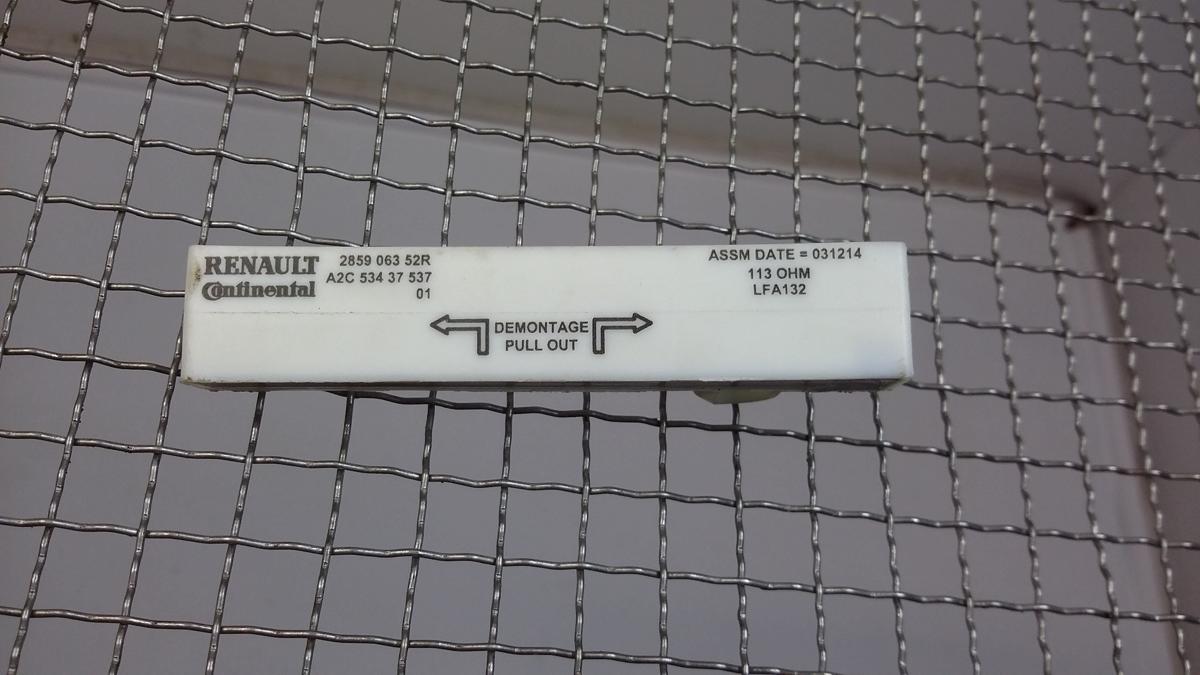 RENAULT
Continental
2859 063 52R
A2C 534 37 537
01
ASSM DATE = 031214
113 OHM
LFA132
DEMONTAGE
PULL OUT